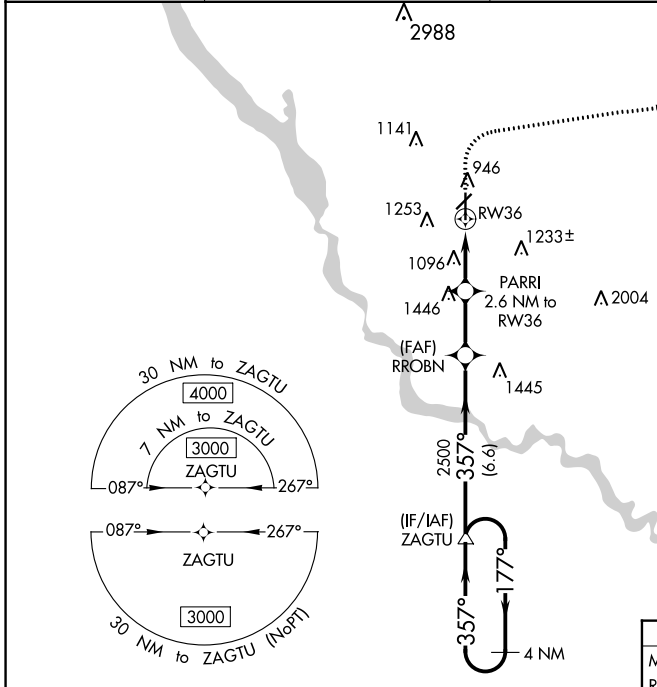 2988
1141
946
1253
RW36
1233±
1096
PARRI
2.6 NM to
RW36
1446
2004
(FAF)
RROBN
1445
30 NM to ZAGTU
4000
7 NM to ZAGTU
3000
ZAGTU
087°
267°
2500
357°
(6.6)
087°
267°
ZAGTU
(IF/IAF)
ZAGTU
3000
30 NM to ZAGTU (NoPT)
357°
177°
4 NM
M
R